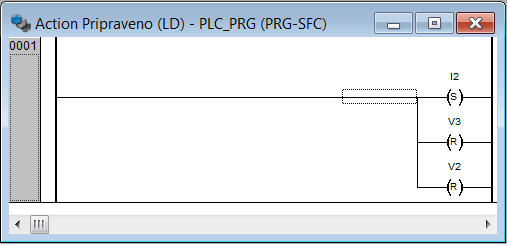 Action Pripraveno (LD) - PLC_PRG (PRG-SFC)
0001
I2
S
V3
R
V2
R